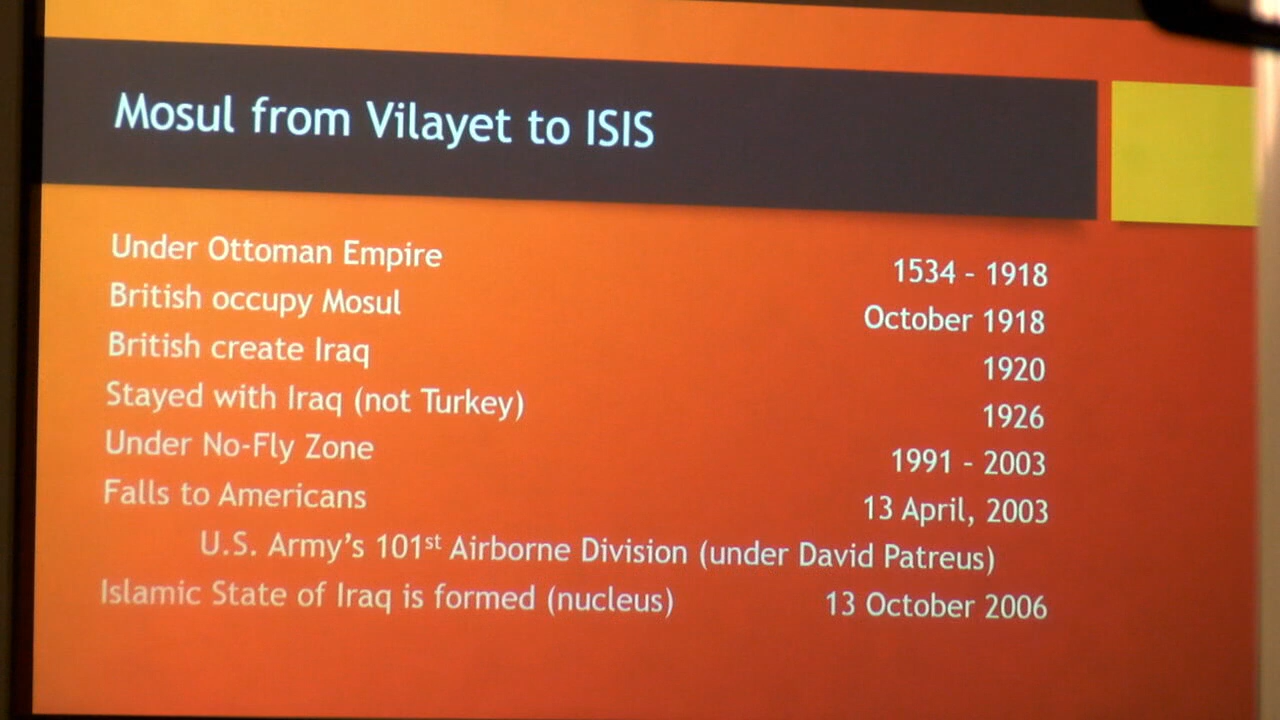 Mosul from Vilayet to ISIS
Under Ottoman Empire 1534 - 1918
British occupy Mosul October 1918
British create Iraq 1920
Stayed with Iraq (not Turkey) 1926
Under No-Fly Zone 1991 - 2003
Falls to Americans 13 April, 2003
U.S. Army’s 101st Airborne Division (under David Patreus)
Islamic State of Iraq is formed (nucleus) 13 October 2006